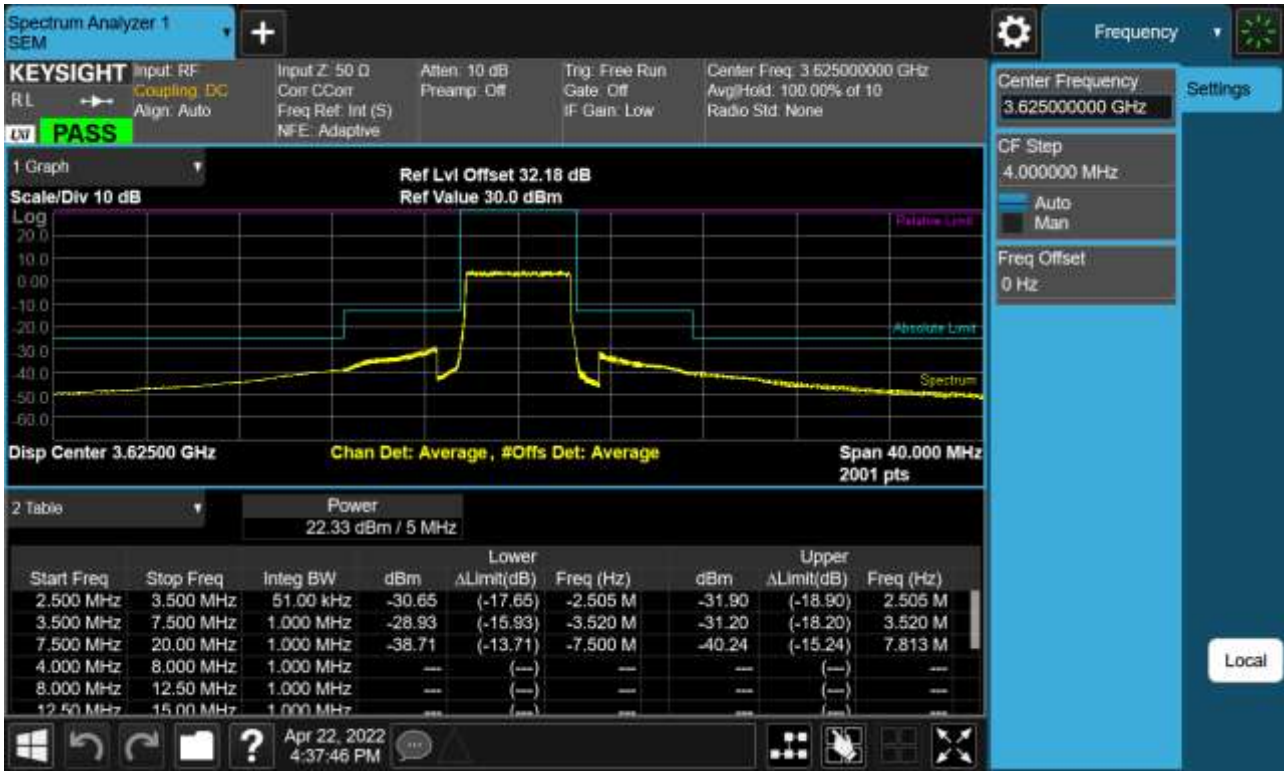 Spectrum Analyzer 1
SEM
+
Frequency
KEYSIGHT
RL
LXI PASS
Input: RF
Coupling: DC
Align: Auto
Input Z: 50 Ω
Corr CCorr
Freq Ref: Int (S)
NFE: Adaptive
Atten: 10 dB
Preamp: Off
Trig: Free Run
Gate: Off
IF Gain: Low
Center Freq: 3.625000000 GHz
Avg|Hold: 100.00% of 10
Radio Std: None
Center Frequency
3.625000000 GHz
Settings
CF Step
4.000000 MHz
Auto
Man
Freq Offset
0 Hz
1 Graph
Scale/Div 10 dB
Ref Lvl Offset 32.18 dB
Ref Value 30.0 dBm
Log
20.0
10.0
0.00
-10.0
-20.0
-30.0
-40.0
-50.0
-60.0
Relative Limit
Absolute Limit
Spectrum
Disp Center 3.62500 GHz
Chan Det: Average, #Offs Det: Average
Span 40.000 MHz
2001 pts
2 Table
Power
22.33 dBm / 5 MHz
Lower Upper
Start Freq Stop Freq Integ BW dBm ΔLimit(dB) Freq (Hz) dBm ΔLimit(dB) Freq (Hz)
2.500 MHz 3.500 MHz 51.00 kHz -30.65 (-17.65) -2.505 M -31.90 (-18.90) 2.505 M
3.500 MHz 7.500 MHz 1.000 MHz -28.93 (-15.93) -3.520 M -31.20 (-18.20) 3.520 M
7.500 MHz 20.00 MHz 1.000 MHz -38.71 (-13.71) -7.500 M -40.24 (-15.24) 7.813 M
4.000 MHz 8.000 MHz 1.000 MHz --- (---) --- --- (---) ---
8.000 MHz 12.50 MHz 1.000 MHz --- (---) --- --- (---) ---
12.50 MHz 15.00 MHz 1.000 MHz --- (---) --- --- (---) ---
Local
?
Apr 22, 2022
4:37:46 PM